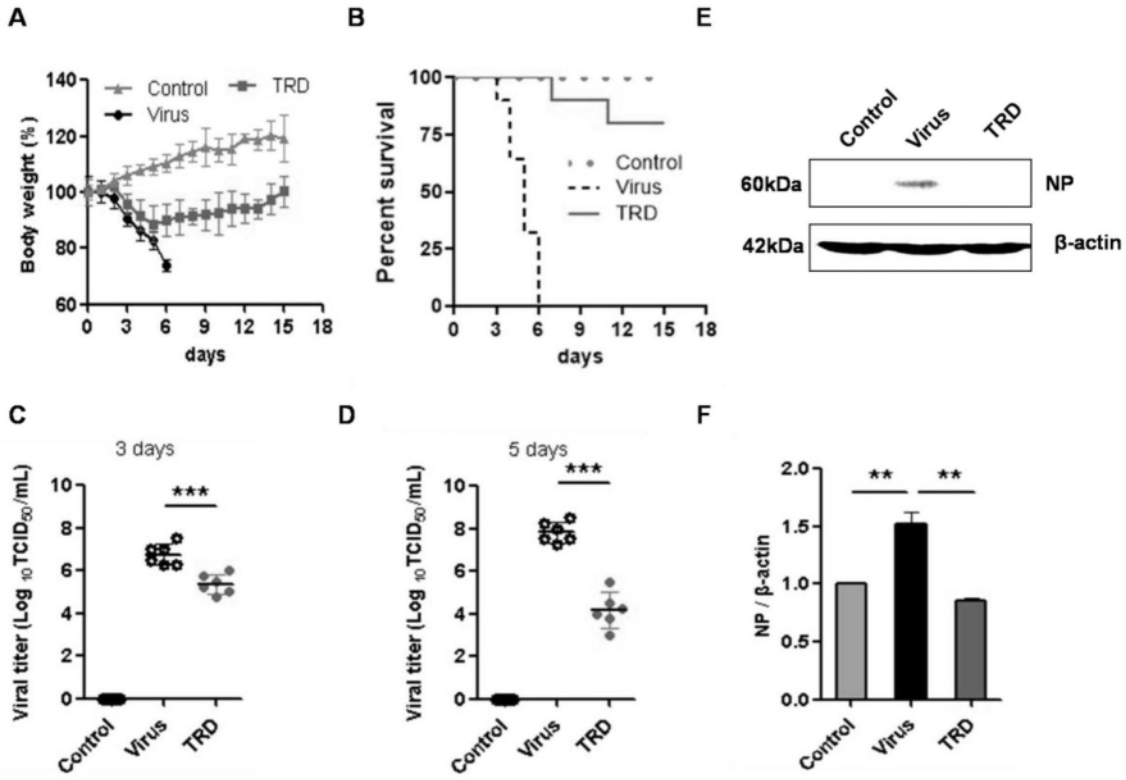 A
Body weight (%)
140
120
100
80
60
Control
TRD
Virus
0 3 6 9 12 15 18
days
B
Percent survival
100
75
50
25
0
Control
Virus
TRD
0 3 6 9 12 15 18
days
E
Control Virus TRD
60kDa NP
42kDa β-actin
C
3 days
Viral titer (Log 10 TCID50/mL)
10
8
6
4
2
0
***
Control Virus TRD
D
5 days
Viral titer (Log 10 TCID50/mL)
10
8
6
4
2
0
***
Control Virus TRD
F
NP / β-actin
2.0
1.5
1.0
0.5
0.0
** **
Control Virus TRD